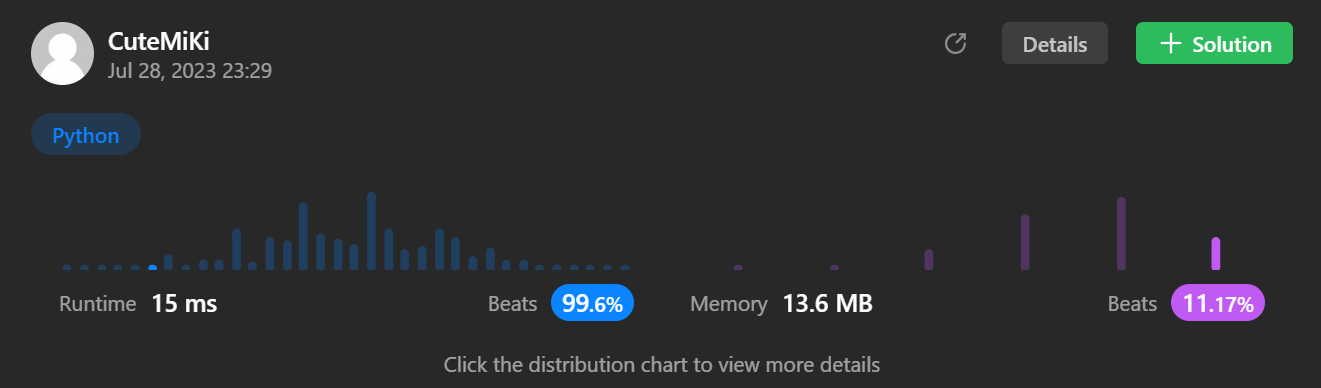 CuteMiKi
Jul 28, 2023 23:29
Details
+ Solution
Python
Runtime 15 ms
Beats 99.6%
Memory 13.6 MB
Beats 11.17%
Click the distribution chart to view more details